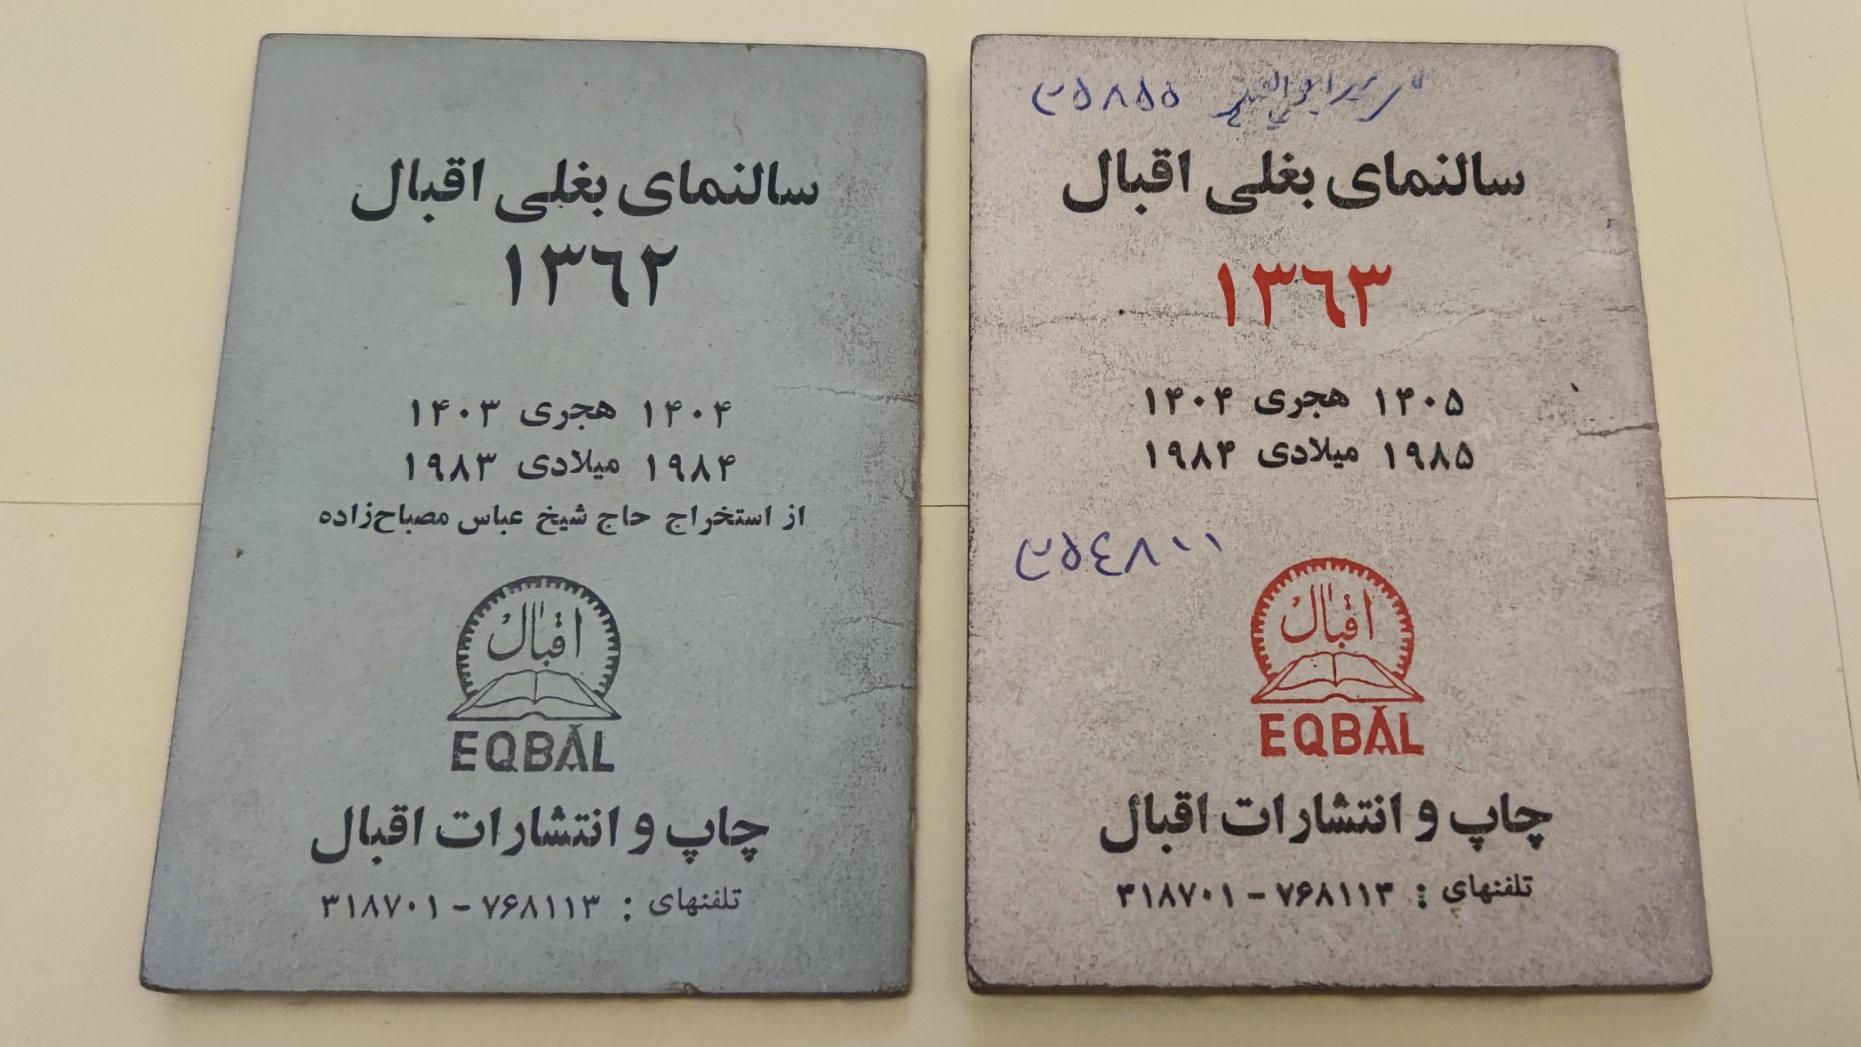 سالنمای بغلی اقبال
۱۳٦۲
۱۴۰۴ هجری ۱۴۰۳
۱۹۸۴ میلادی ۱۹۸۳
از استخراج حاج شیخ عباس مصباح‌زاده
اقبال
EQBAL
چاپ و انتشارات اقبال
تلفنهای : ۷۶۸۱۱۳ – ۳۱۸۷۰۱
سالنمای بغلی اقبال
۱۳٦۳
۱۴۰۵ هجری ۱۴۰۴
۱۹۸۵ میلادی ۱۹۸۴
اقبال
EQBAL
چاپ و انتشارات اقبال
تلفنهای : ۷۶۸۱۱۳ – ۳۱۸۷۰۱